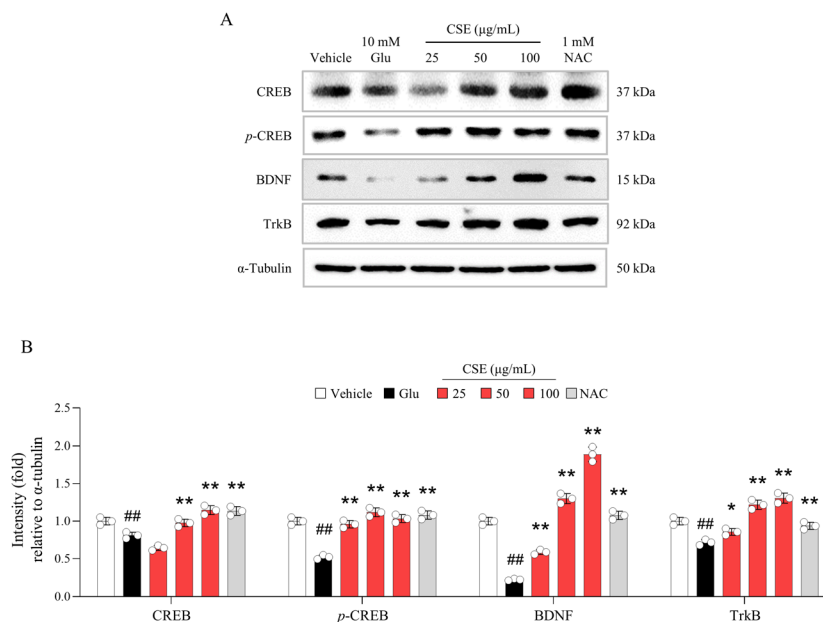 A
Vehicle
10 mM
Glu
CSE (μg/mL)
25 50 100
1 mM
NAC
CREB 37 kDa
p-CREB 37 kDa
BDNF 15 kDa
TrkB 92 kDa
α-Tubulin 50 kDa
B
CSE (μg/mL)
Vehicle Glu 25 50 100 NAC
Intensity (fold)
relative to α-tubulin
2.5
2.0
1.5
1.0
0.5
0.0
## ** ** **
## ** ** ** **
## ** ** ** **
## * ** ** **
CREB p-CREB BDNF TrkB